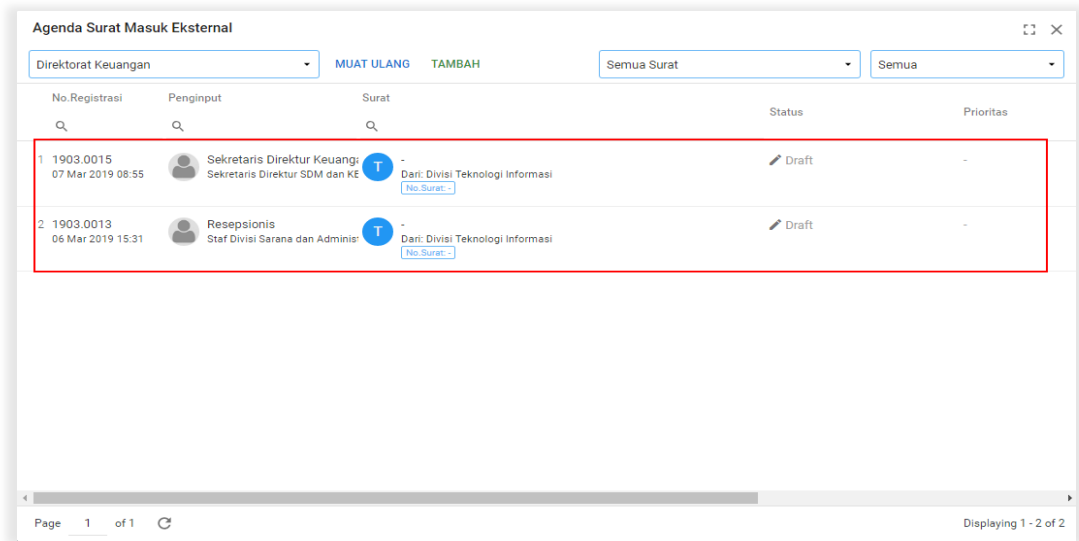 Agenda Surat Masuk Eksternal
Direktorat Keuangan MUAT ULANG TAMBAH Semua Surat Semua
No.Registrasi Penginput Surat Status Prioritas
1 1903.0015 Sekretaris Direktur Keuanga T - Draft -
07 Mar 2019 08:55 Sekretaris Direktur SDM dan KE Dari: Divisi Teknologi Informasi
No.Surat: -
2 1903.0013 Resepsionis T - Draft -
06 Mar 2019 15:31 Staf Divisi Sarana dan Adminis Dari: Divisi Teknologi Informasi
No.Surat: -
Page 1 of 1 Displaying 1 - 2 of 2